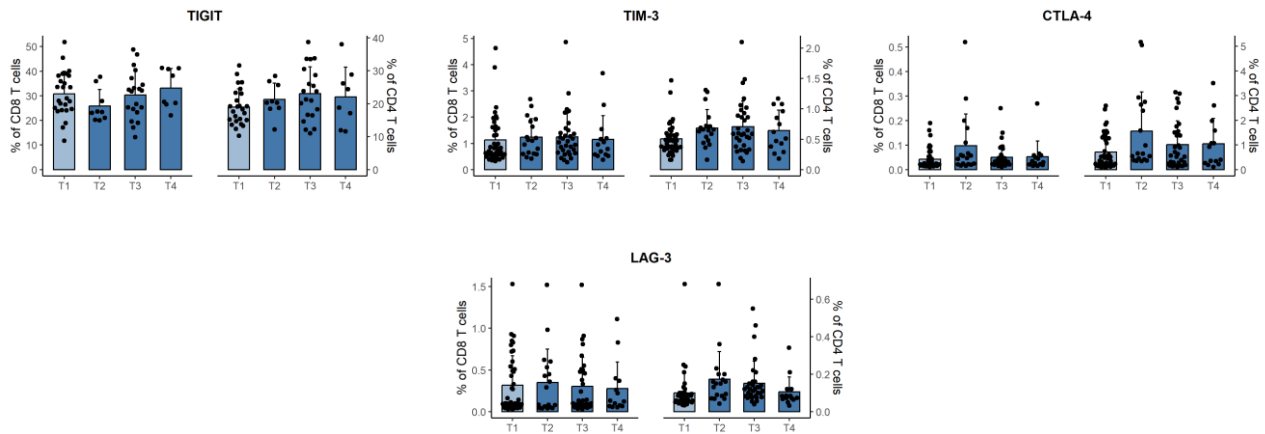 TIGIT
% of CD8 T cells
50
40
30
20
10
0
T1 T2 T3 T4
T1 T2 T3 T4
40
30
20
10
0
% of CD4 T cells
TIM-3
% of CD8 T cells
5
4
3
2
1
0
T1 T2 T3 T4
T1 T2 T3 T4
2.0
1.5
1.0
0.5
0.0
% of CD4 T cells
CTLA-4
% of CD8 T cells
0.5
0.4
0.3
0.2
0.1
0.0
T1 T2 T3 T4
T1 T2 T3 T4
5
4
3
2
1
0
% of CD4 T cells
LAG-3
% of CD8 T cells
1.5
1.0
0.5
0.0
T1 T2 T3 T4
T1 T2 T3 T4
0.6
0.4
0.2
0.0
% of CD4 T cells